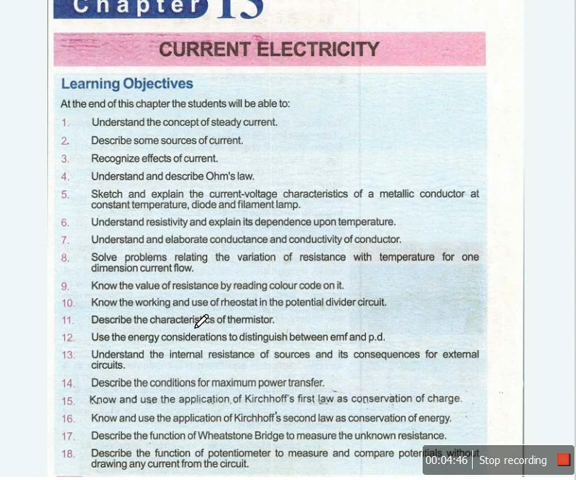 Chapter 13
CURRENT ELECTRICITY
Learning Objectives
At the end of this chapter the students will be able to:
1. Understand the concept of steady current.
2. Describe some sources of current.
3. Recognize effects of current.
4. Understand and describe Ohm's law.
5. Sketch and explain the current-voltage characteristics of a metallic conductor at
constant temperature, diode and filament lamp.
6. Understand resistivity and explain its dependence upon temperature.
7. Understand and elaborate conductance and conductivity of conductor.
8. Solve problems relating the variation of resistance with temperature for one
dimension current flow.
9. Know the value of resistance by reading colour code on it.
10. Know the working and use of rheostat in the potential divider circuit.
11. Describe the characteristics of thermistor.
12. Use the energy considerations to distinguish between emf and p.d.
13. Understand the internal resistance of sources and its consequences for external
circuits.
14. Describe the conditions for maximum power transfer.
15. Know and use the application of Kirchhoff's first law as conservation of charge.
16. Know and use the application of Kirchhoff's second law as conservation of energy.
17. Describe the function of Wheatstone Bridge to measure the unknown resistance.
18. Describe the function of potentiometer to measure and compare potentials without
drawing any current from the circuit.
00:04:46 Stop recording